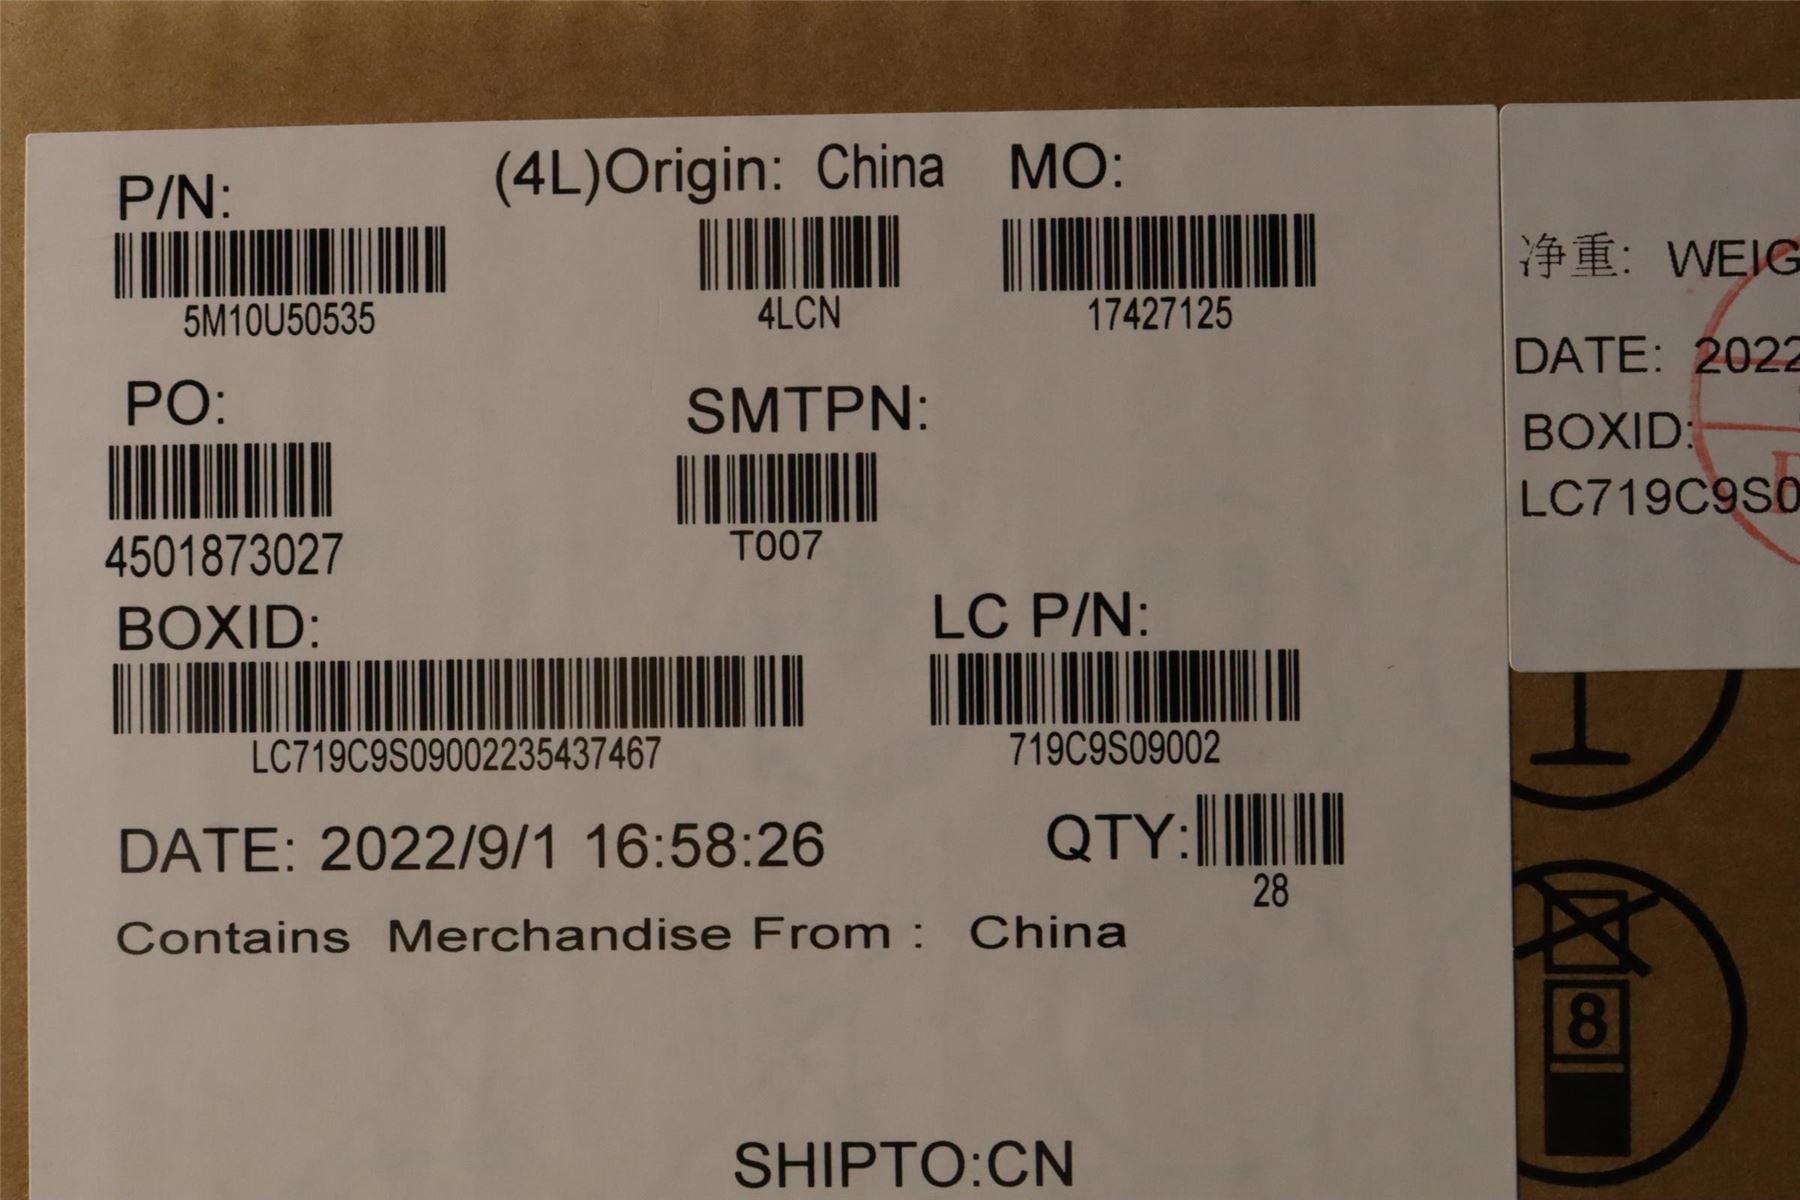 (4L)Origin: China MO:
P/N:
5M10U50535
4LCN
17427125
PO:
SMTPN:
4501873027
T007
BOXID:
LC P/N:
LC719C9S09002235437467
719C9S09002
DATE: 2022/9/1 16:58:26
QTY:
28
Contains Merchandise From : China
SHIPTO:CN
净重:
DATE: 2022
BOXID:
LC719C9S0
8